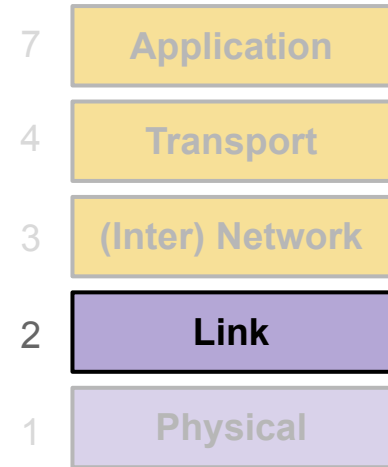 7 Application
4 Transport
3 (Inter) Network
2 Link
1 Physical